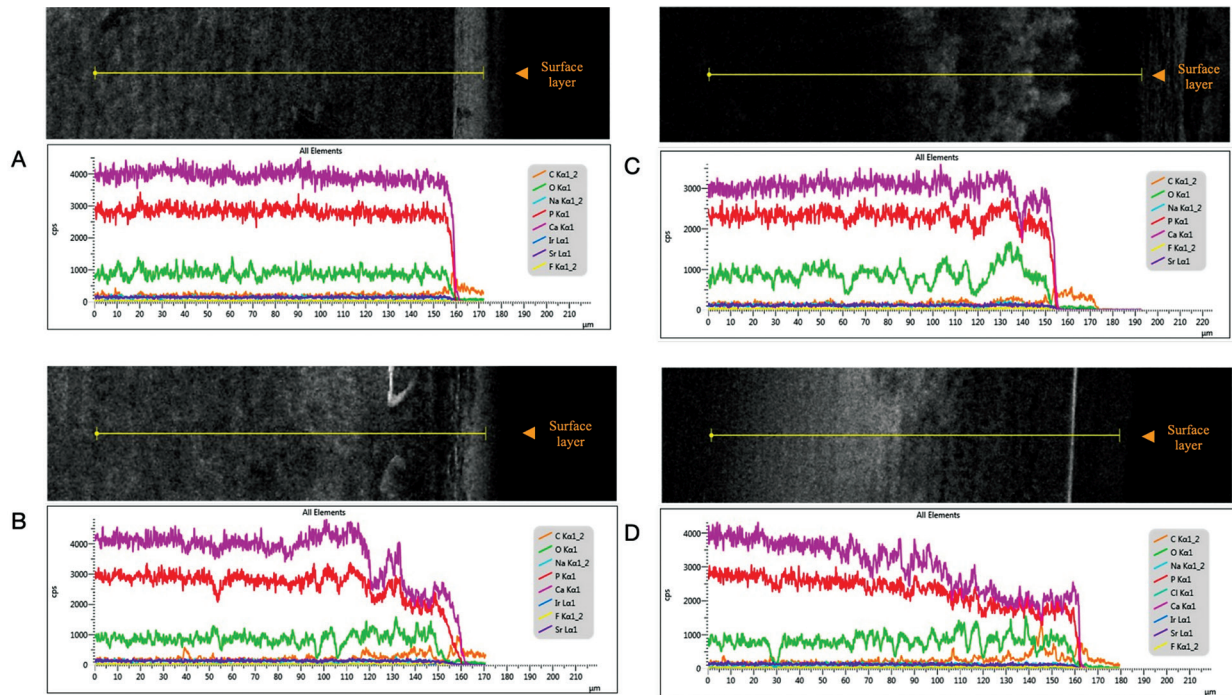 Surface
layer
A
All Elements
4000
3000
2000
1000
0
cps
C Kα1_2
O Kα1
Na Kα1_2
P Kα1
Ca Kα1
Ir Lα1
Sr Lα1
F Kα1_2
0 10 20 30 40 50 60 70 80 90 100 110 120 130 140 150 160 170 180 190 200 210
µm
Surface
layer
C
All Elements
3000
2000
1000
0
cps
C Kα1_2
O Kα1
Na Kα1_2
P Kα1
Ca Kα1
F Kα1_2
Sr Lα1
0 10 20 30 40 50 60 70 80 90 100 110 120 130 140 150 160 170 180 190 200 210 220
µm
Surface
layer
B
All Elements
4000
3000
2000
1000
0
cps
C Kα1_2
O Kα1
Na Kα1_2
P Kα1
Ca Kα1
Ir Lα1
F Kα1_2
Sr Lα1
0 10 20 30 40 50 60 70 80 90 100 110 120 130 140 150 160 170 180 190 200 210
µm
Surface
layer
D
All Elements
4000
3000
2000
1000
0
cps
C Kα1_2
O Kα1
Na Kα1_2
P Kα1
Cl Kα1
Ca Kα1
Ir Lα1
Sr Lα1
F Kα1_2
0 10 20 30 40 50 60 70 80 90 100 110 120 130 140 150 160 170 180 190 200 210
µm